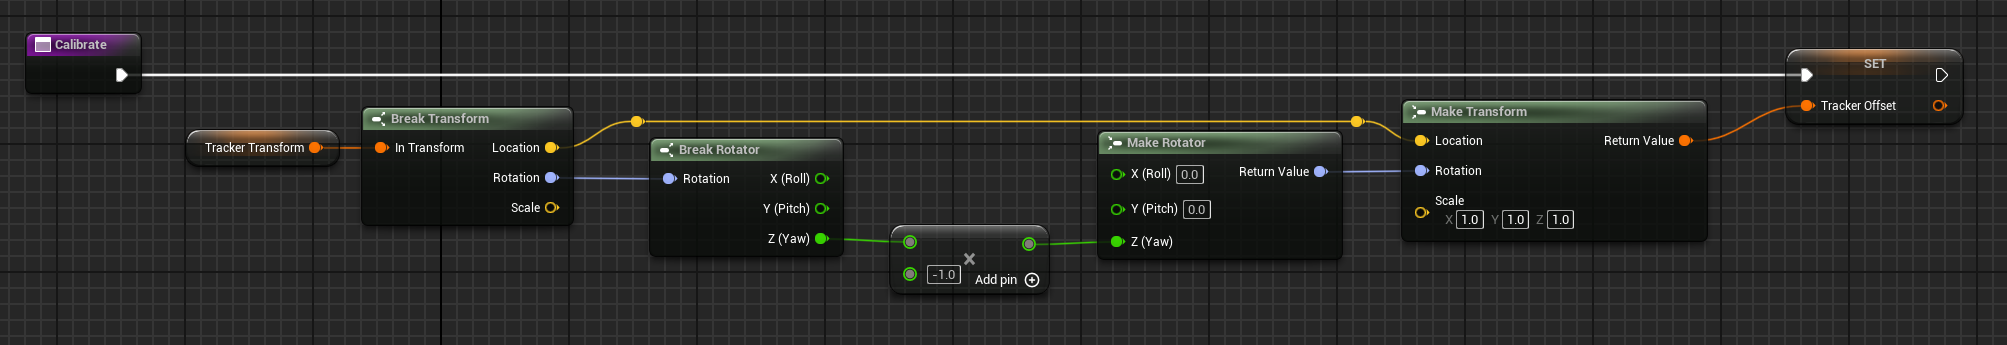 Calibrate
SET
Tracker Offset
Tracker Transform
Break Transform
In Transform
Location
Rotation
Scale
Break Rotator
Rotation
X (Roll)
Y (Pitch)
Z (Yaw)
-1.0
×
Add pin
Make Rotator
X (Roll) 0.0
Return Value
Y (Pitch) 0.0
Z (Yaw)
Make Transform
Location
Return Value
Rotation
Scale
X 1.0 Y 1.0 Z 1.0